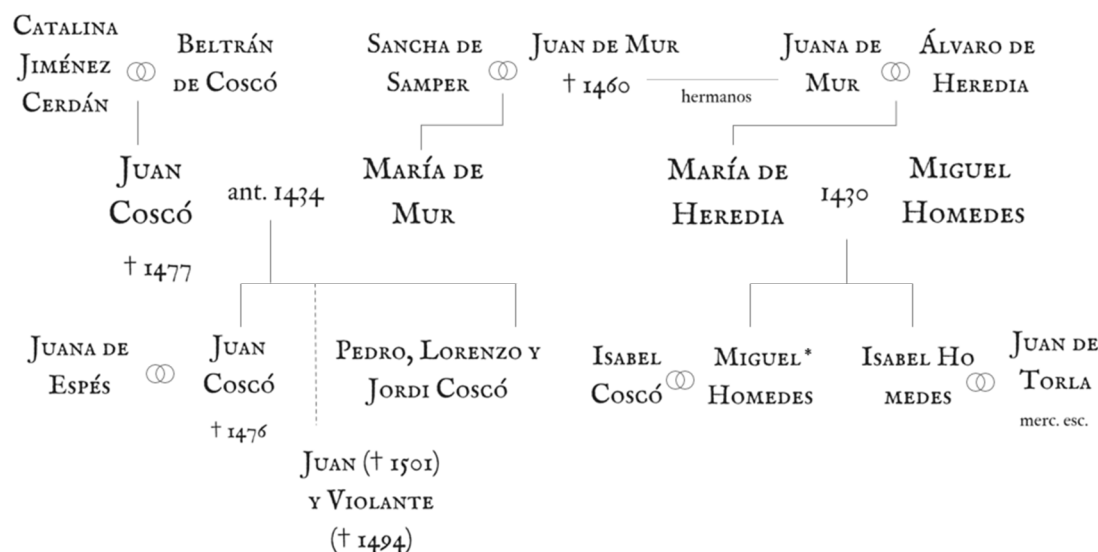 Catalina
Jiménez
Cerdán
Beltrán
de Coscó
Sancha de
Samper
Juan de Mur
† 1460
hermanos
Juana de
Mur
Álvaro de
Heredia
Juan
Coscó
† 1477
ant. 1434
María de
Mur
María de
Heredia
1430
Miguel
Homedes
Juana de
Espés
Juan
Coscó
† 1476
Pedro, Lorenzo y
Jordi Coscó
Isabel
Coscó
Miguel*
Homedes
Isabel Ho
medes
Juan de
Torla
merc. esc.
Juan († 1501)
y Violante
(† 1494)